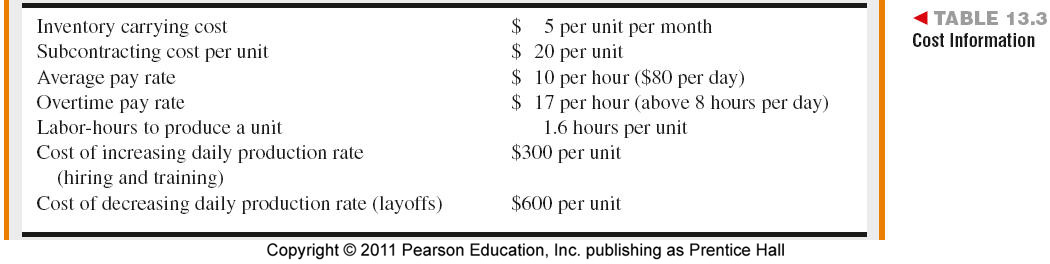 Inventory carrying cost $ 5 per unit per month
Subcontracting cost per unit $ 20 per unit
Average pay rate $ 10 per hour ($80 per day)
Overtime pay rate $ 17 per hour (above 8 hours per day)
Labor-hours to produce a unit 1.6 hours per unit
Cost of increasing daily production rate $300 per unit
(hiring and training)
Cost of decreasing daily production rate (layoffs) $600 per unit
◄ TABLE 13.3
Cost Information
Copyright © 2011 Pearson Education, Inc. publishing as Prentice Hall